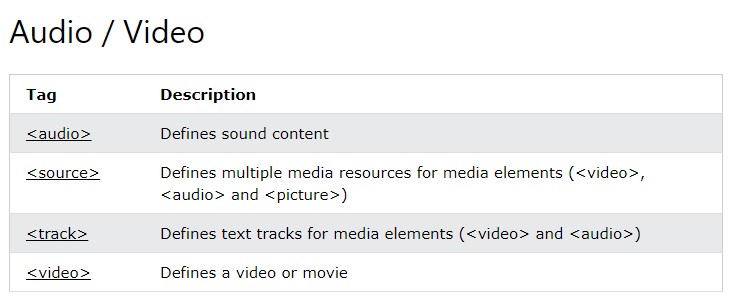 Audio / Video
Tag Description
<audio> Defines sound content
<source> Defines multiple media resources for media elements (<video>,
<audio> and <picture>)
<track> Defines text tracks for media elements (<video> and <audio>)
<video> Defines a video or movie